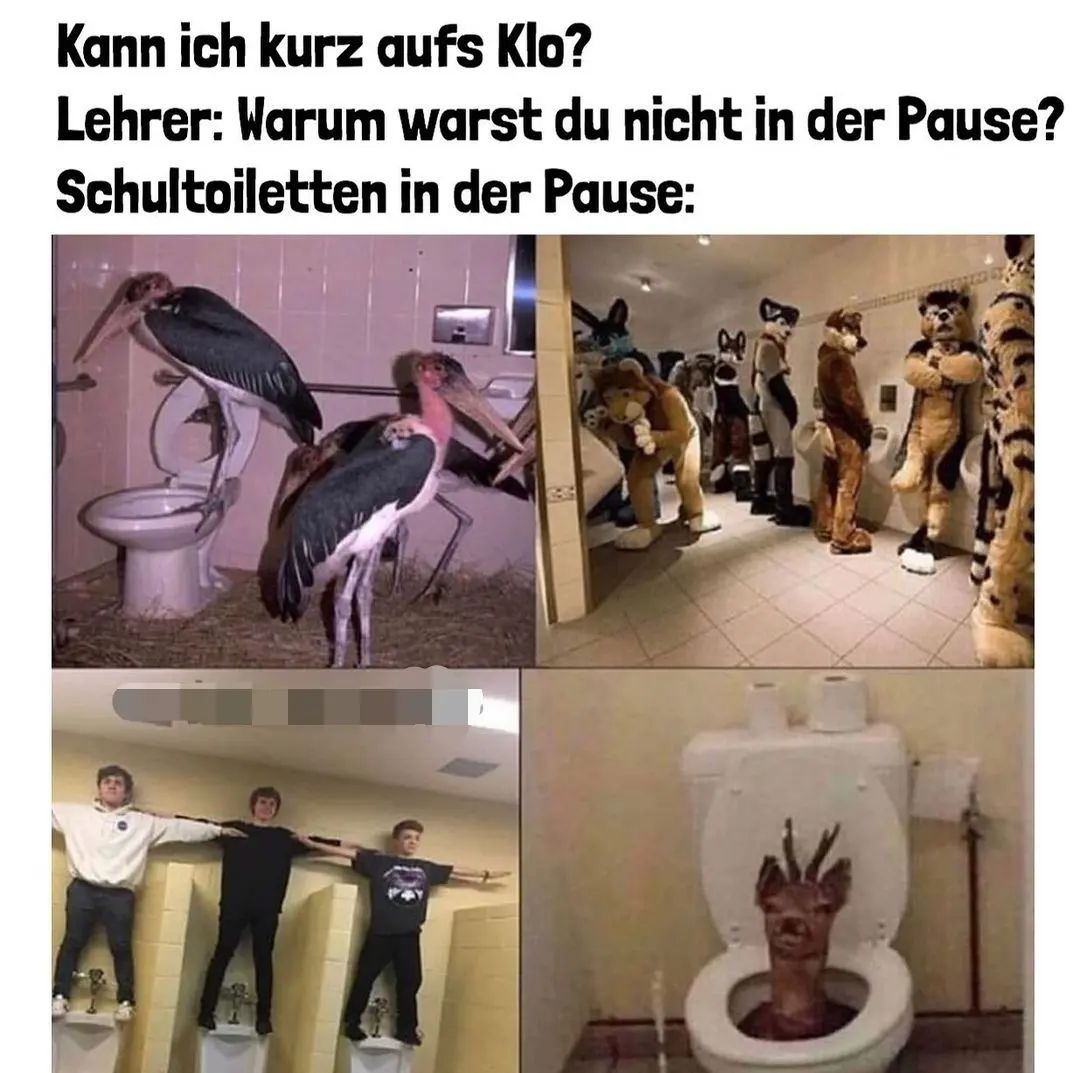 Kann ich kurz aufs Klo?
Lehrer: Warum warst du nicht in der Pause?
Schultoiletten in der Pause: